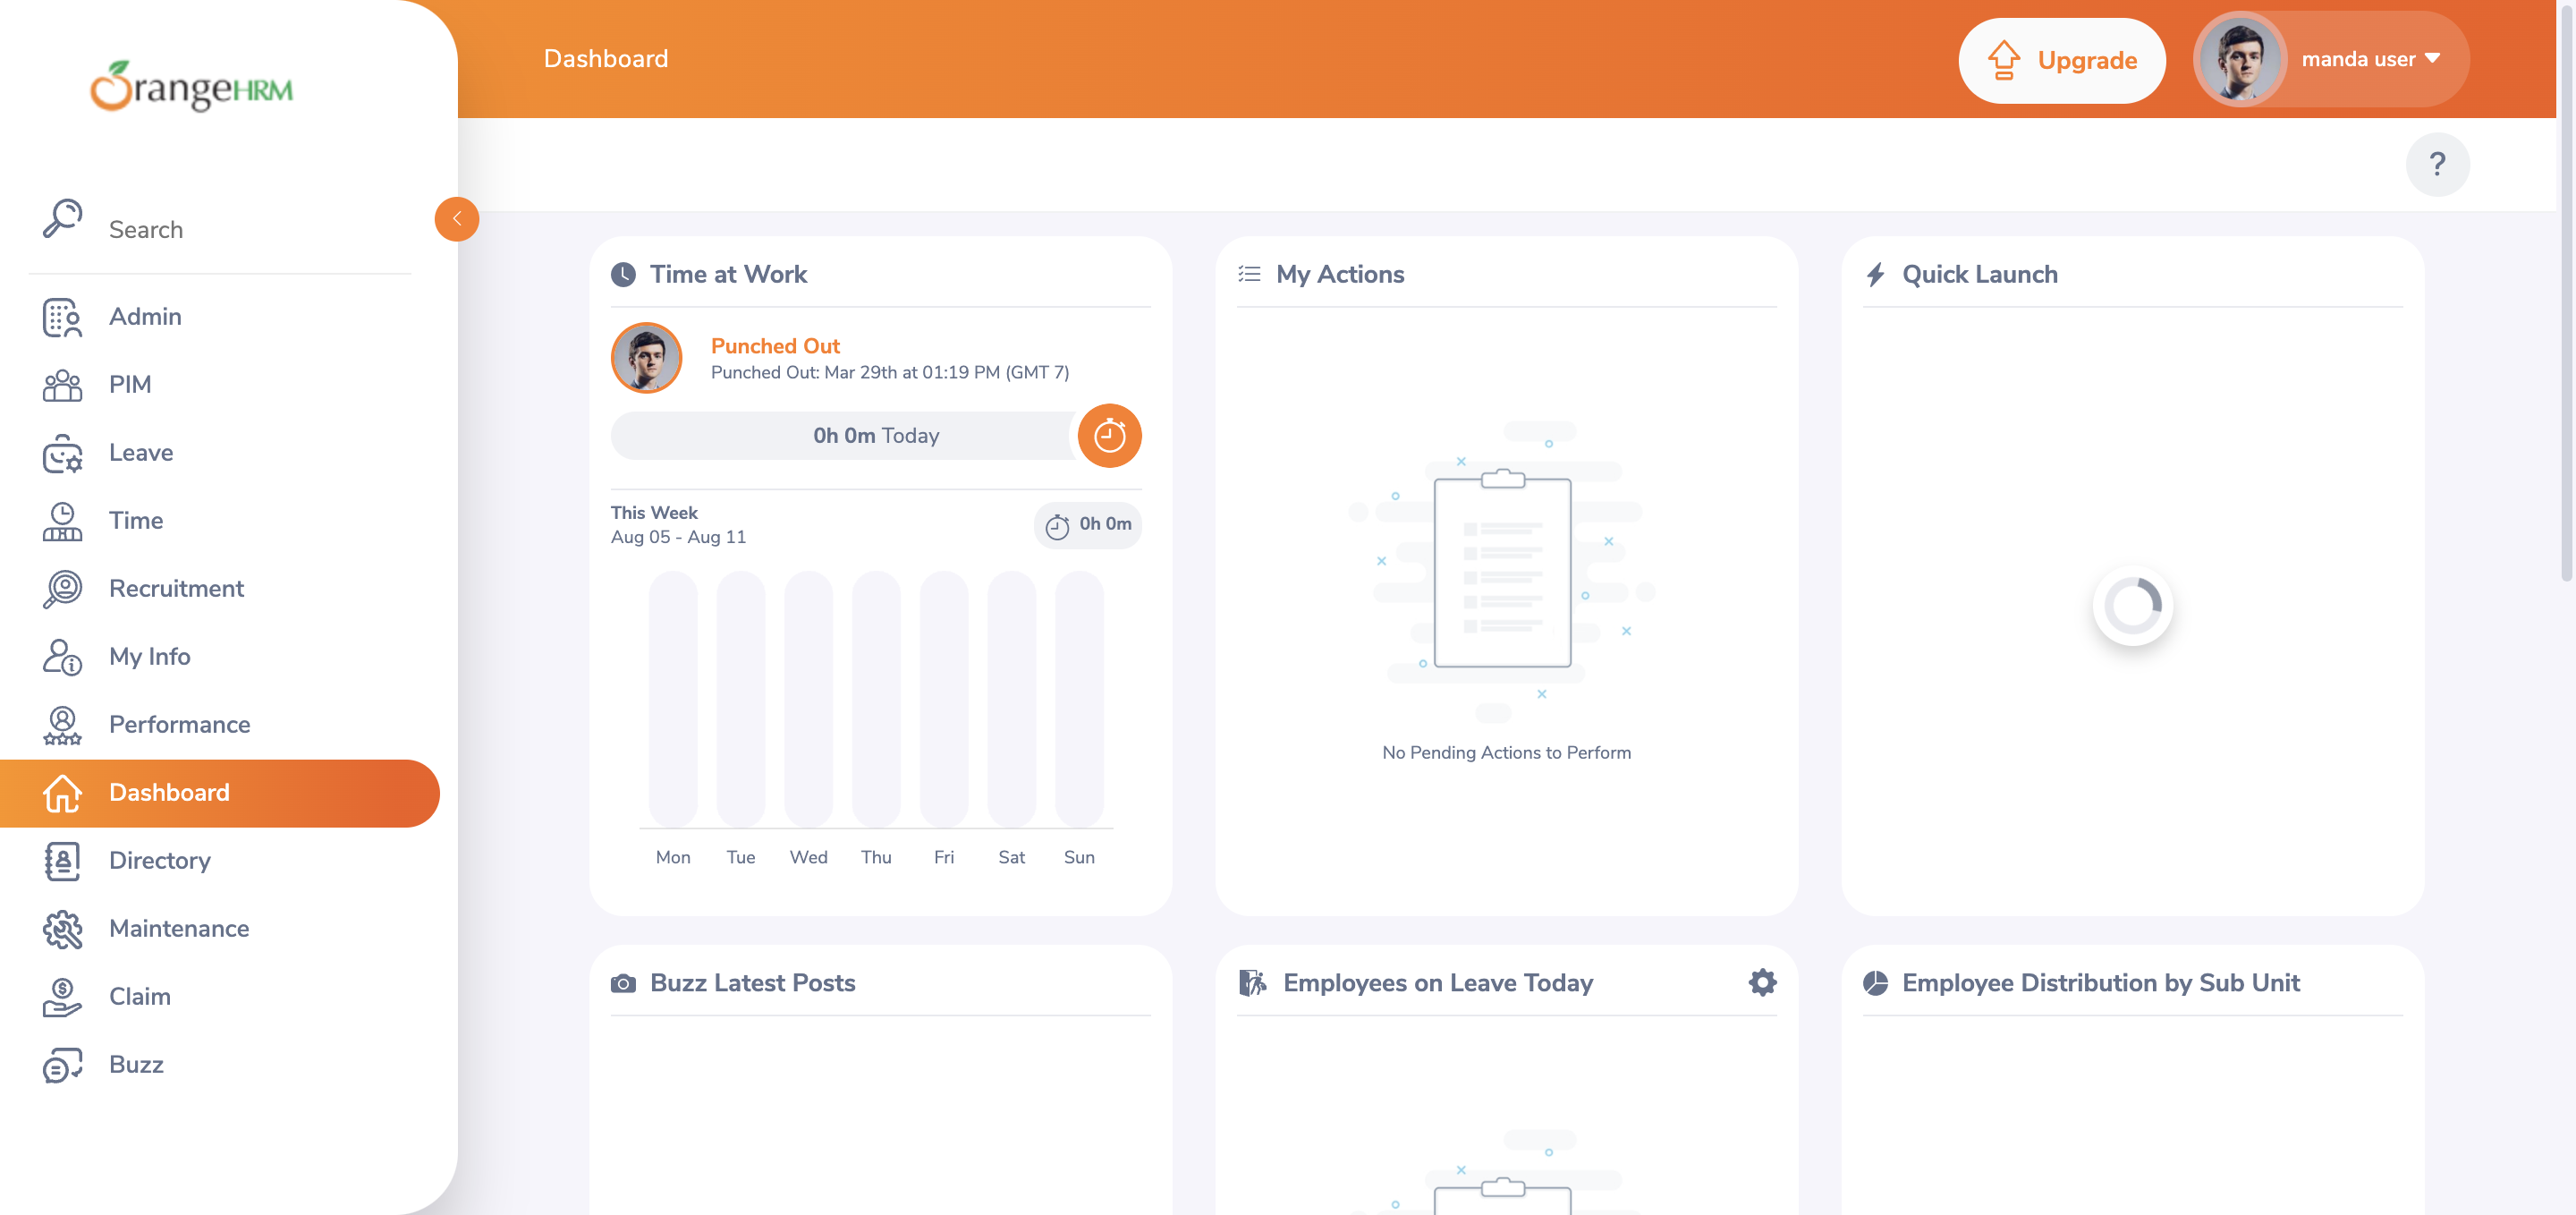 OrangeHRM
Dashboard
Upgrade
manda user
?
Search
Admin
PIM
Leave
Time
Recruitment
My Info
Performance
Dashboard
Directory
Maintenance
Claim
Buzz
Time at Work
Punched Out
Punched Out: Mar 29th at 01:19 PM (GMT 7)
0h 0m Today
This Week
Aug 05 - Aug 11
0h 0m
Mon Tue Wed Thu Fri Sat Sun
My Actions
No Pending Actions to Perform
Quick Launch
Buzz Latest Posts
Employees on Leave Today
Employee Distribution by Sub Unit